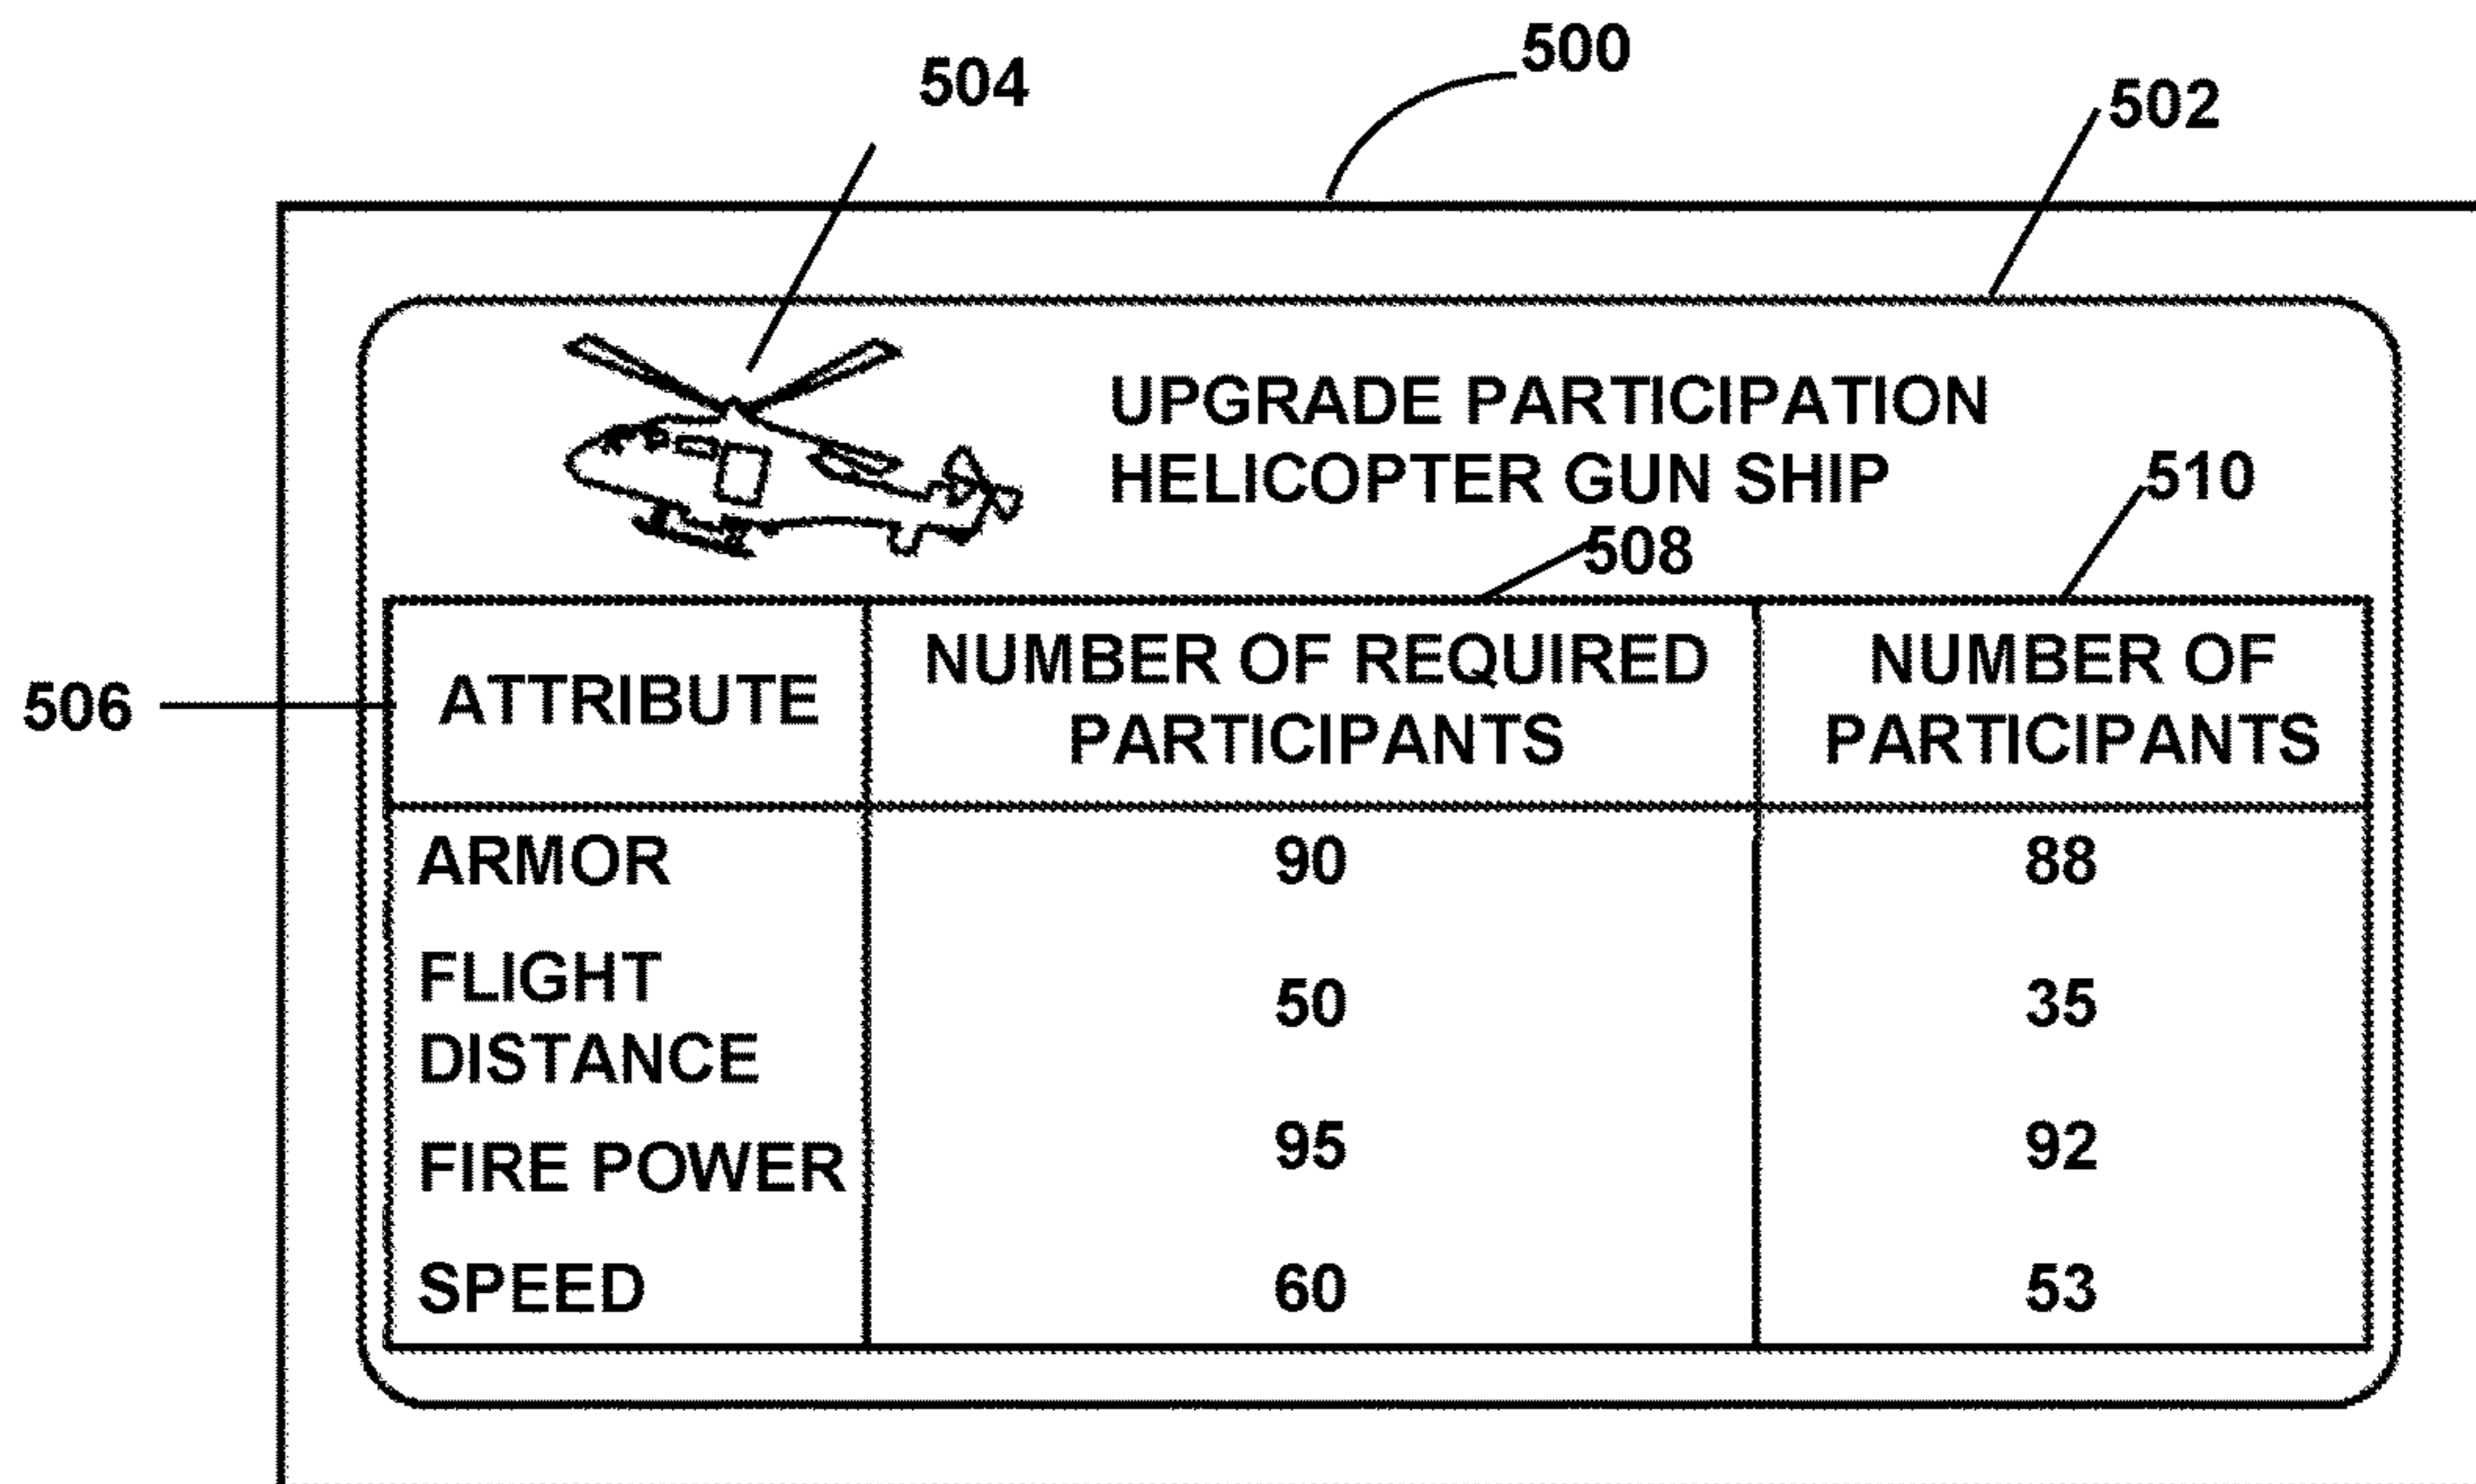 500
504
502
UPGRADE PARTICIPATION
HELICOPTER GUN SHIP
510
508
506
ATTRIBUTE
NUMBER OF REQUIRED
PARTICIPANTS
NUMBER OF
PARTICIPANTS
ARMOR 90 88
FLIGHT
DISTANCE 50 35
FIRE POWER 95 92
SPEED 60 53